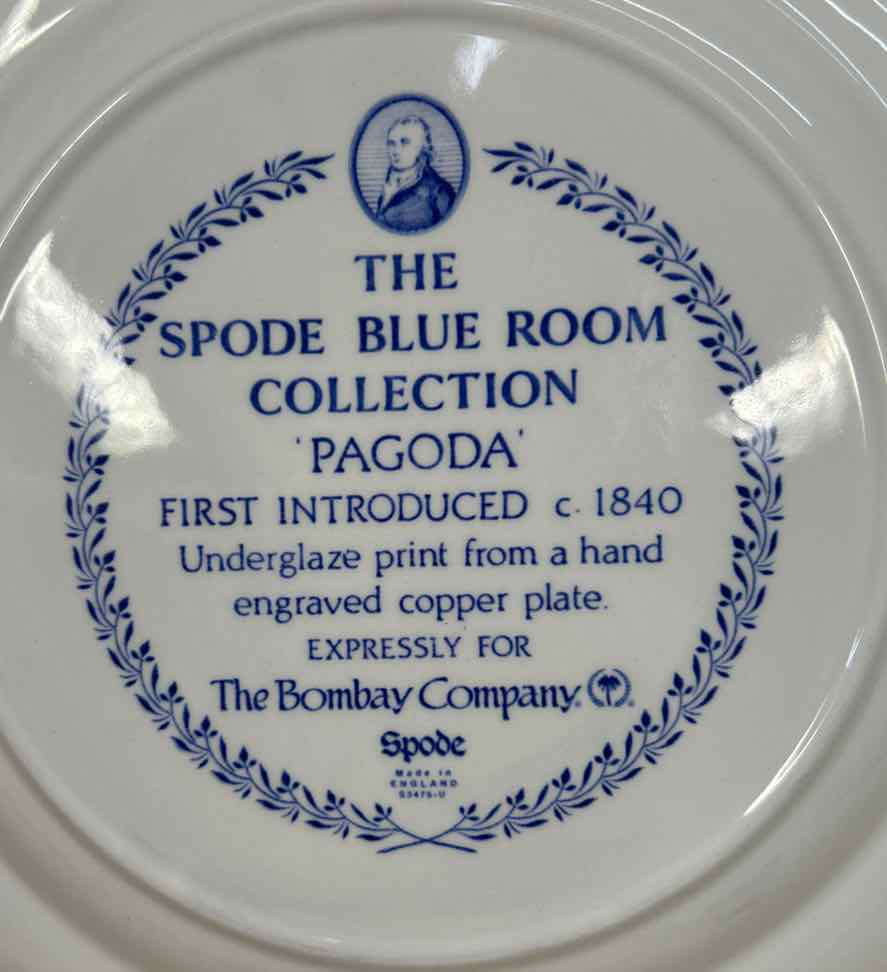 THE
SPODE BLUE ROOM
COLLECTION
'PAGODA'
FIRST INTRODUCED c. 1840
Underglaze print from a hand
engraved copper plate.
EXPRESSLY FOR
The Bombay Company.
Spode
Made in
ENGLAND
S3475-U